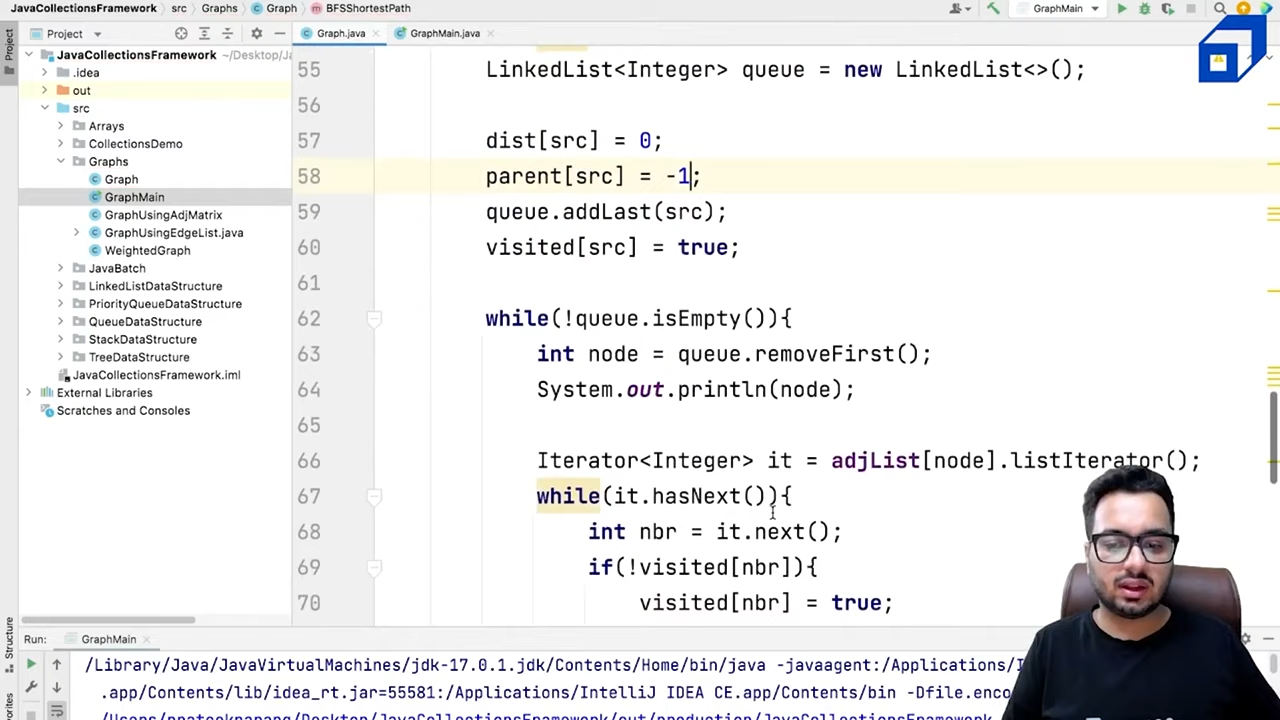 JavaCollectionsFramework › src › Graphs › Graph › BFSShortestPath
GraphMain
Project
Graph.java
GraphMain.java
Project
JavaCollectionsFramework ~/Desktop/Ja
.idea
out
src
Arrays
CollectionsDemo
Graphs
Graph
GraphMain
GraphUsingAdjMatrix
GraphUsingEdgeList.java
WeightedGraph
JavaBatch
LinkedListDataStructure
PriorityQueueDataStructure
QueueDataStructure
StackDataStructure
TreeDataStructure
JavaCollectionsFramework.iml
External Libraries
Scratches and Consoles
55 LinkedList<Integer> queue = new LinkedList<>();
56
57 dist[src] = 0;
58 parent[src] = -1;
59 queue.addLast(src);
60 visited[src] = true;
61
62 while(!queue.isEmpty()){
63 int node = queue.removeFirst();
64 System.out.println(node);
65
66 Iterator<Integer> it = adjList[node].listIterator();
67 while(it.hasNext()){
68 int nbr = it.next();
69 if(!visited[nbr]){
70 visited[nbr] = true;
Structure
Run: GraphMain
/Library/Java/JavaVirtualMachines/jdk-17.0.1.jdk/Contents/Home/bin/java -javaagent:/Applications/I
.app/Contents/lib/idea_rt.jar=55581:/Applications/IntelliJ IDEA CE.app/Contents/bin -Dfile.enco